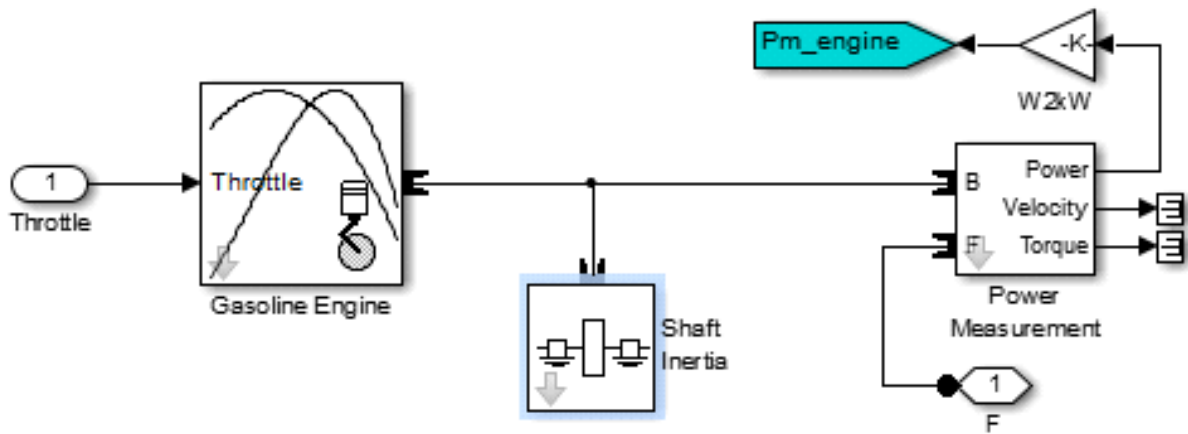 Pm_engine
-K-
W2kW
1
Throttle
Throttle
Gasoline Engine
B
F
Power
Velocity
Torque
Power
Measurement
Shaft
Inertia
1
F